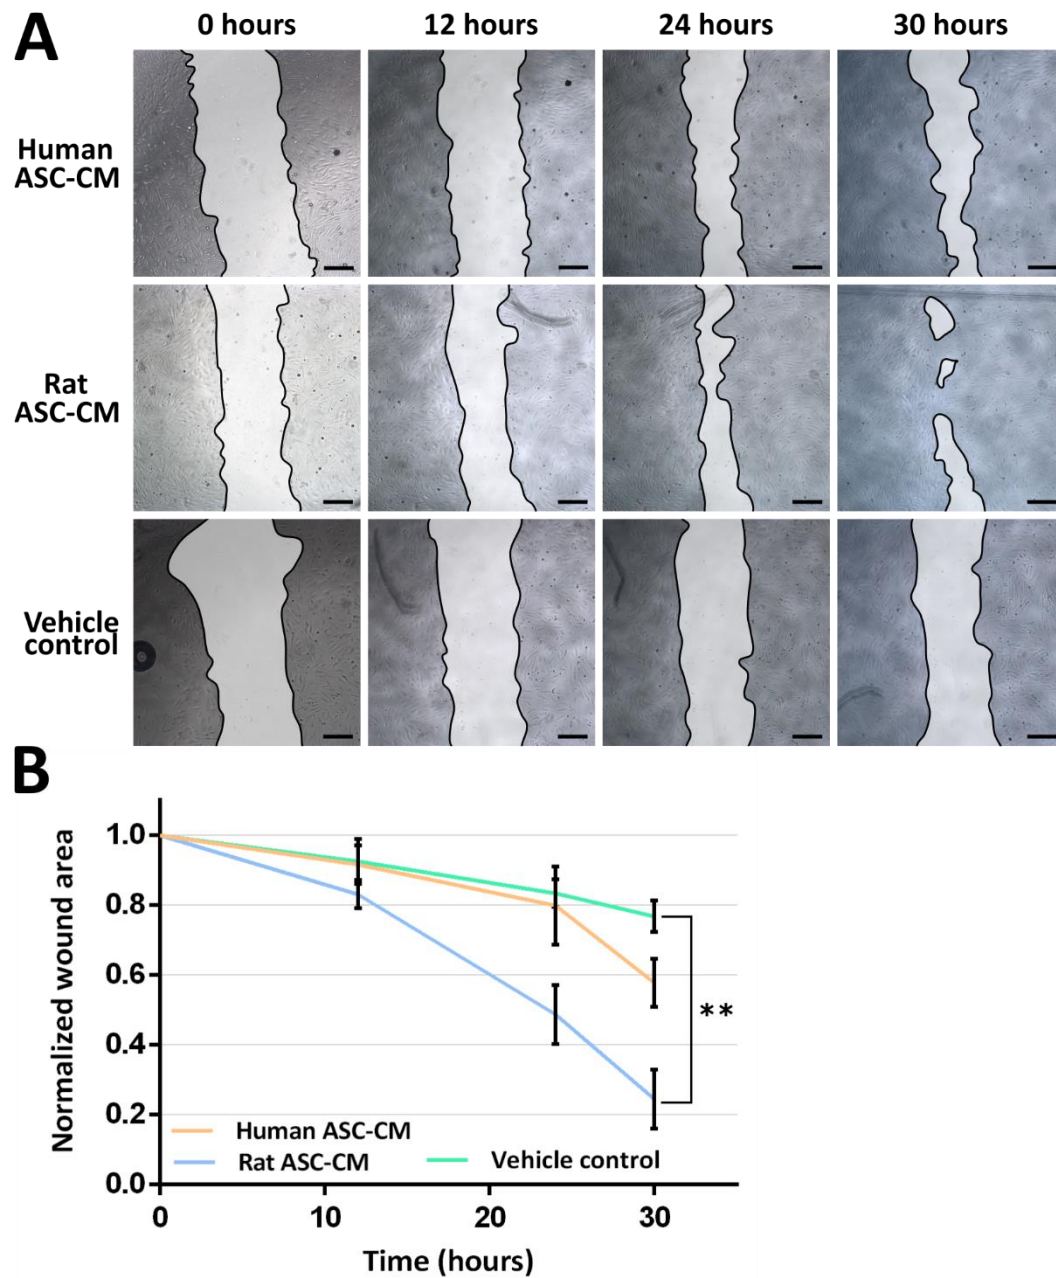 A
0 hours
12 hours
24 hours
30 hours
Human
ASC-CM
Rat
ASC-CM
Vehicle
control
B
Normalized wound area
1.0
0.8
0.6
0.4
0.2
0.0
**
Human ASC-CM
Rat ASC-CM
Vehicle control
0
10
20
30
Time (hours)